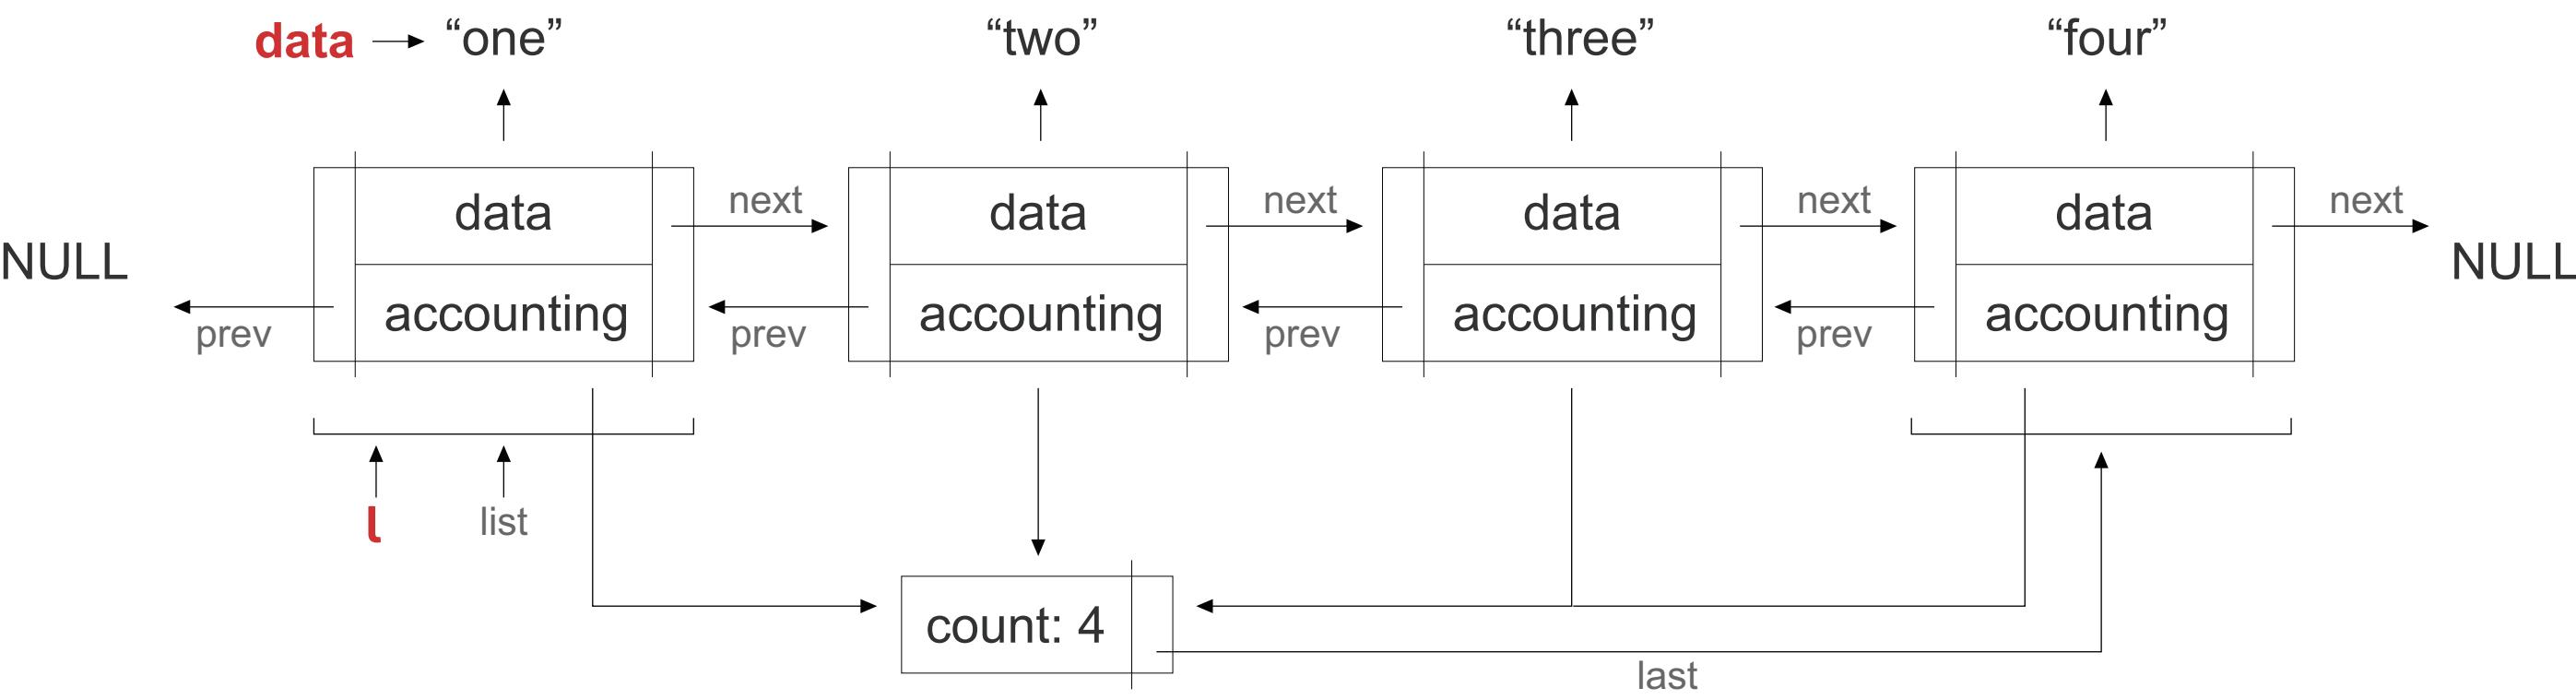 data “one” “two” “three” “four”
next next next next
data data data data
NULL NULL
accounting accounting accounting accounting
prev prev prev prev
l list
count: 4
last